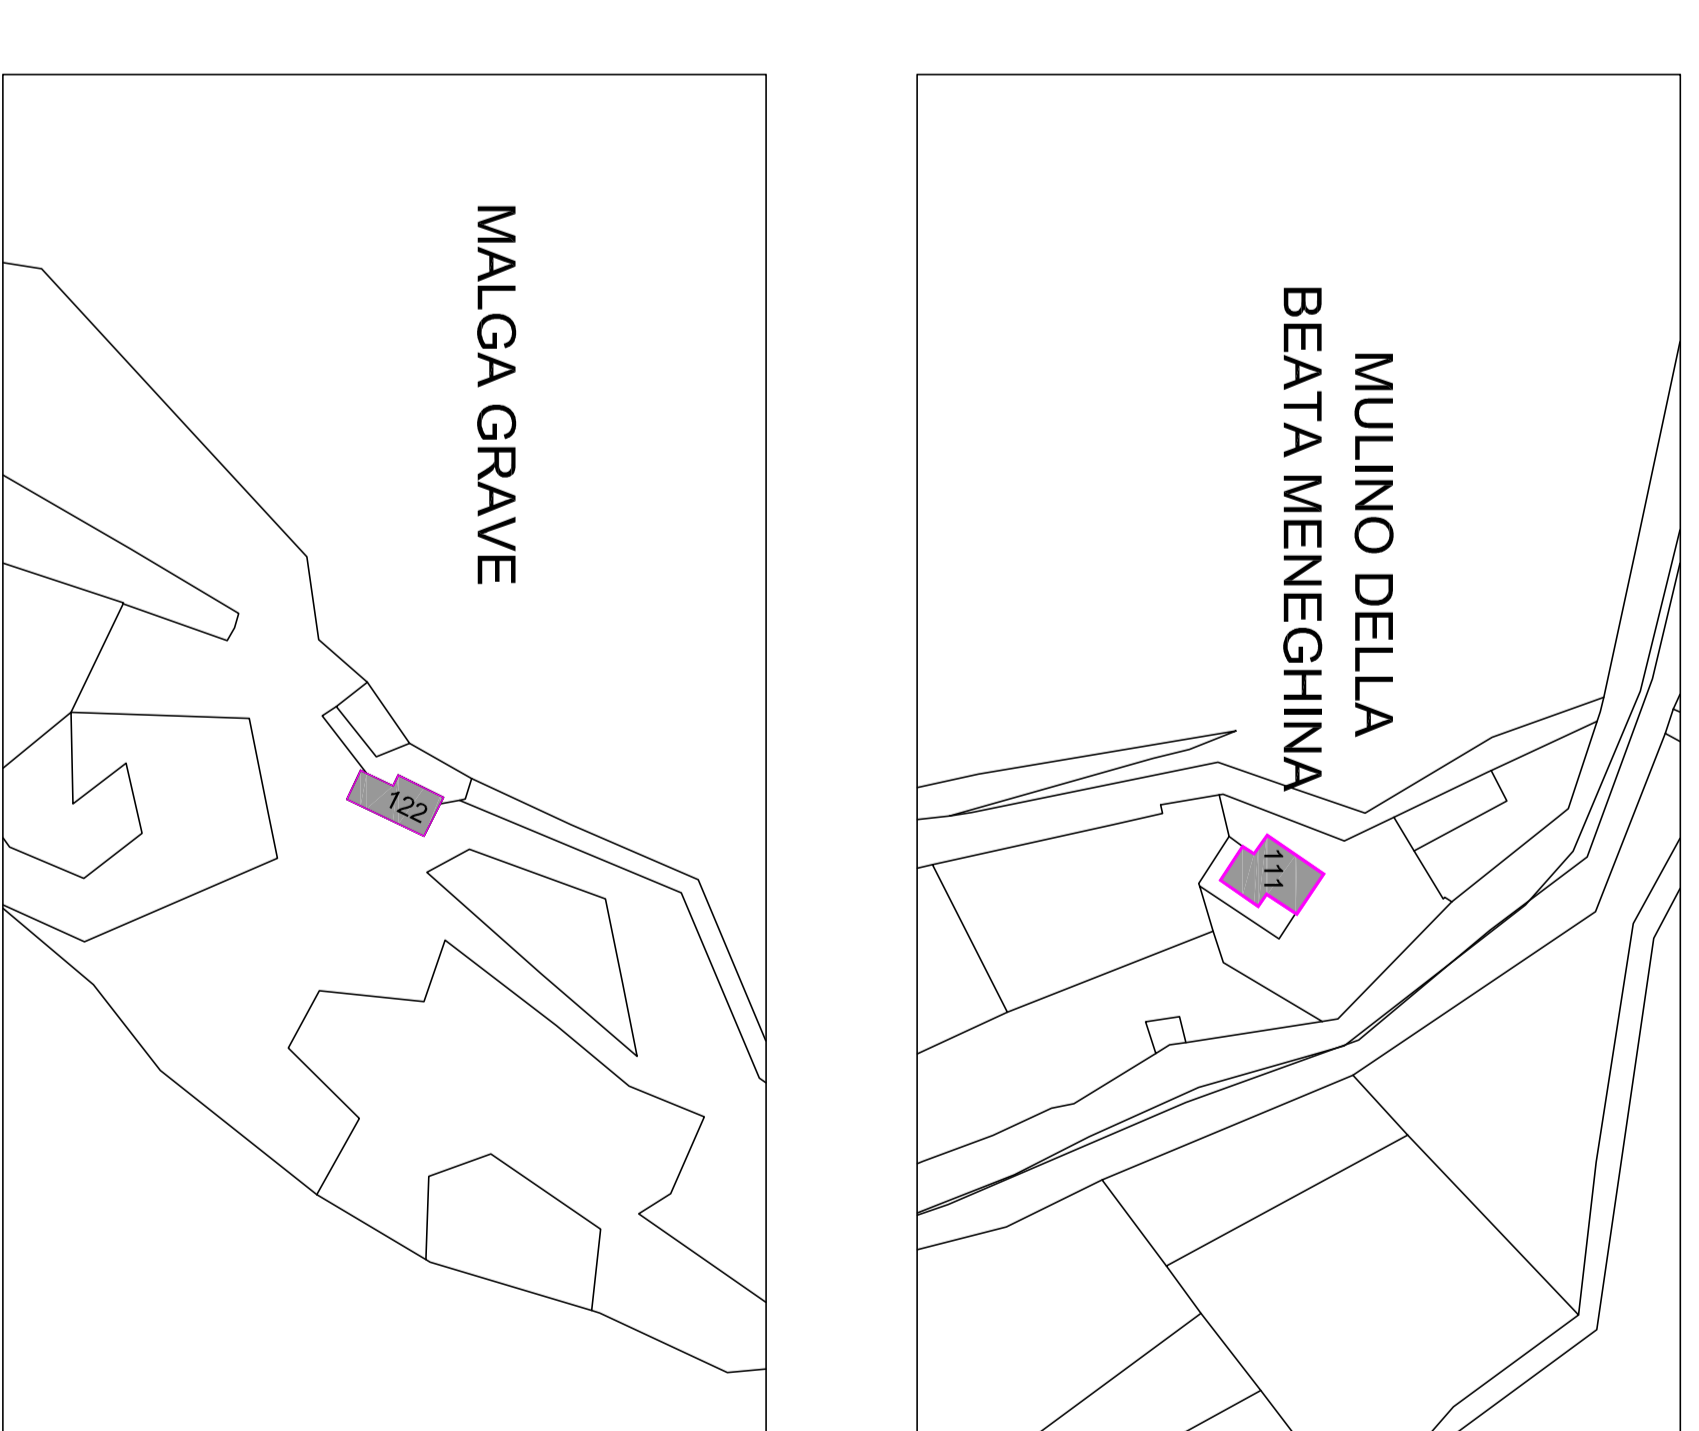 MALGA GRAVE
122
MULINO DELLA
BEATA MENEGHINA
111